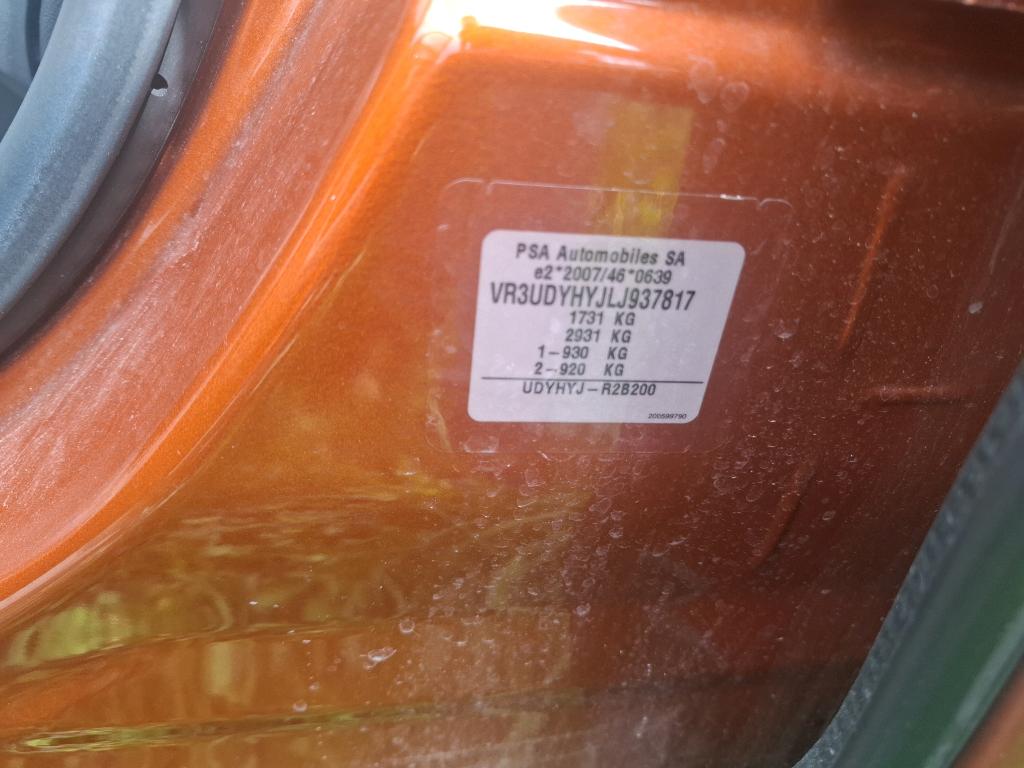 PSA Automobiles SA
e2*2007/46*0639
VR3UDYHYJLJ937817
1731 KG
2931 KG
1-930 KG
2-920 KG
UDYHYJ-R2B200
200599790